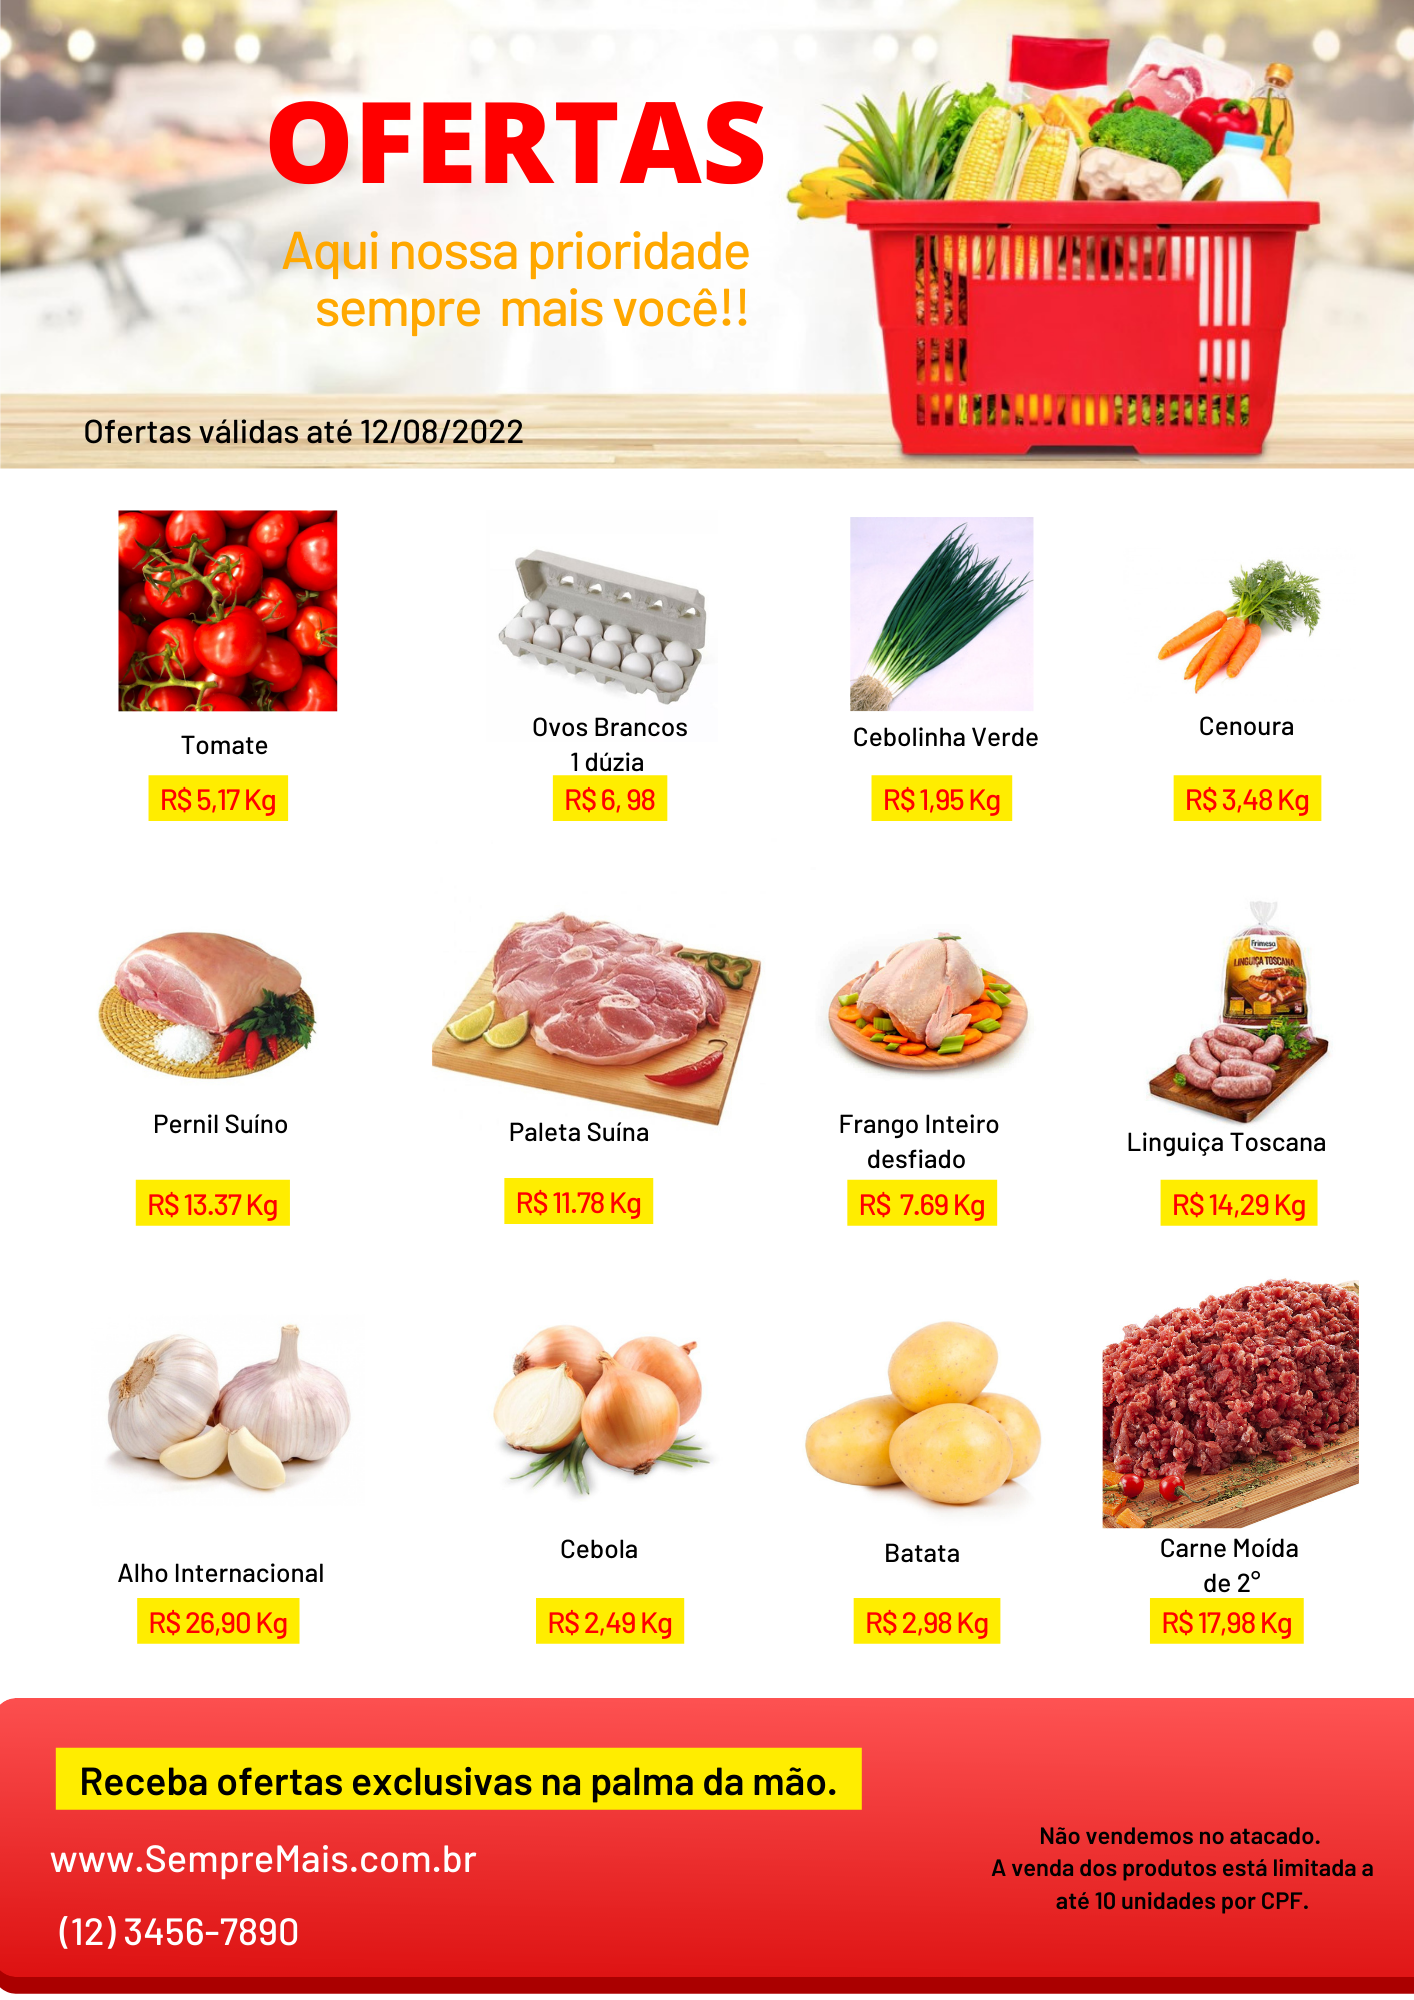 OFERTAS
Aqui nossa prioridade
sempre mais você!!
Ofertas válidas até 12/08/2022
Tomate
R$ 5,17 Kg
Ovos Brancos
1 dúzia
R$ 6, 98
Cebolinha Verde
R$ 1,95 Kg
Cenoura
R$ 3,48 Kg
Pernil Suíno
R$ 13.37 Kg
Paleta Suína
R$ 11.78 Kg
Frango Inteiro
desfiado
R$ 7.69 Kg
Frimesa
LINGUIÇA TOSCANA
Linguiça Toscana
R$ 14,29 Kg
Alho Internacional
R$ 26,90 Kg
Cebola
R$ 2,49 Kg
Batata
R$ 2,98 Kg
Carne Moída
de 2°
R$ 17,98 Kg
Receba ofertas exclusivas na palma da mão.
www.SempreMais.com.br
(12) 3456-7890
Não vendemos no atacado.
A venda dos produtos está limitada a
até 10 unidades por CPF.